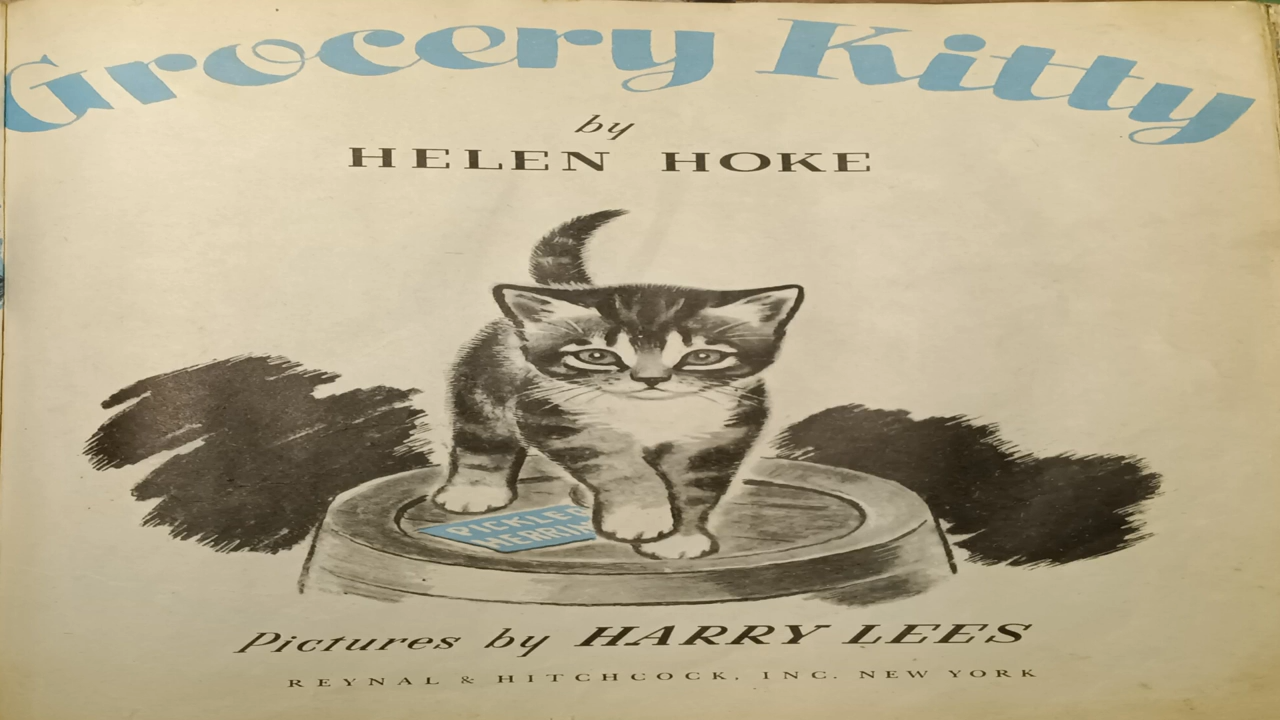 Grocery Kitty
by
HELEN HOKE
PICKLED
HERRING
Pictures by HARRY LEES
REYNAL & HITCHCOCK, INC. NEW YORK